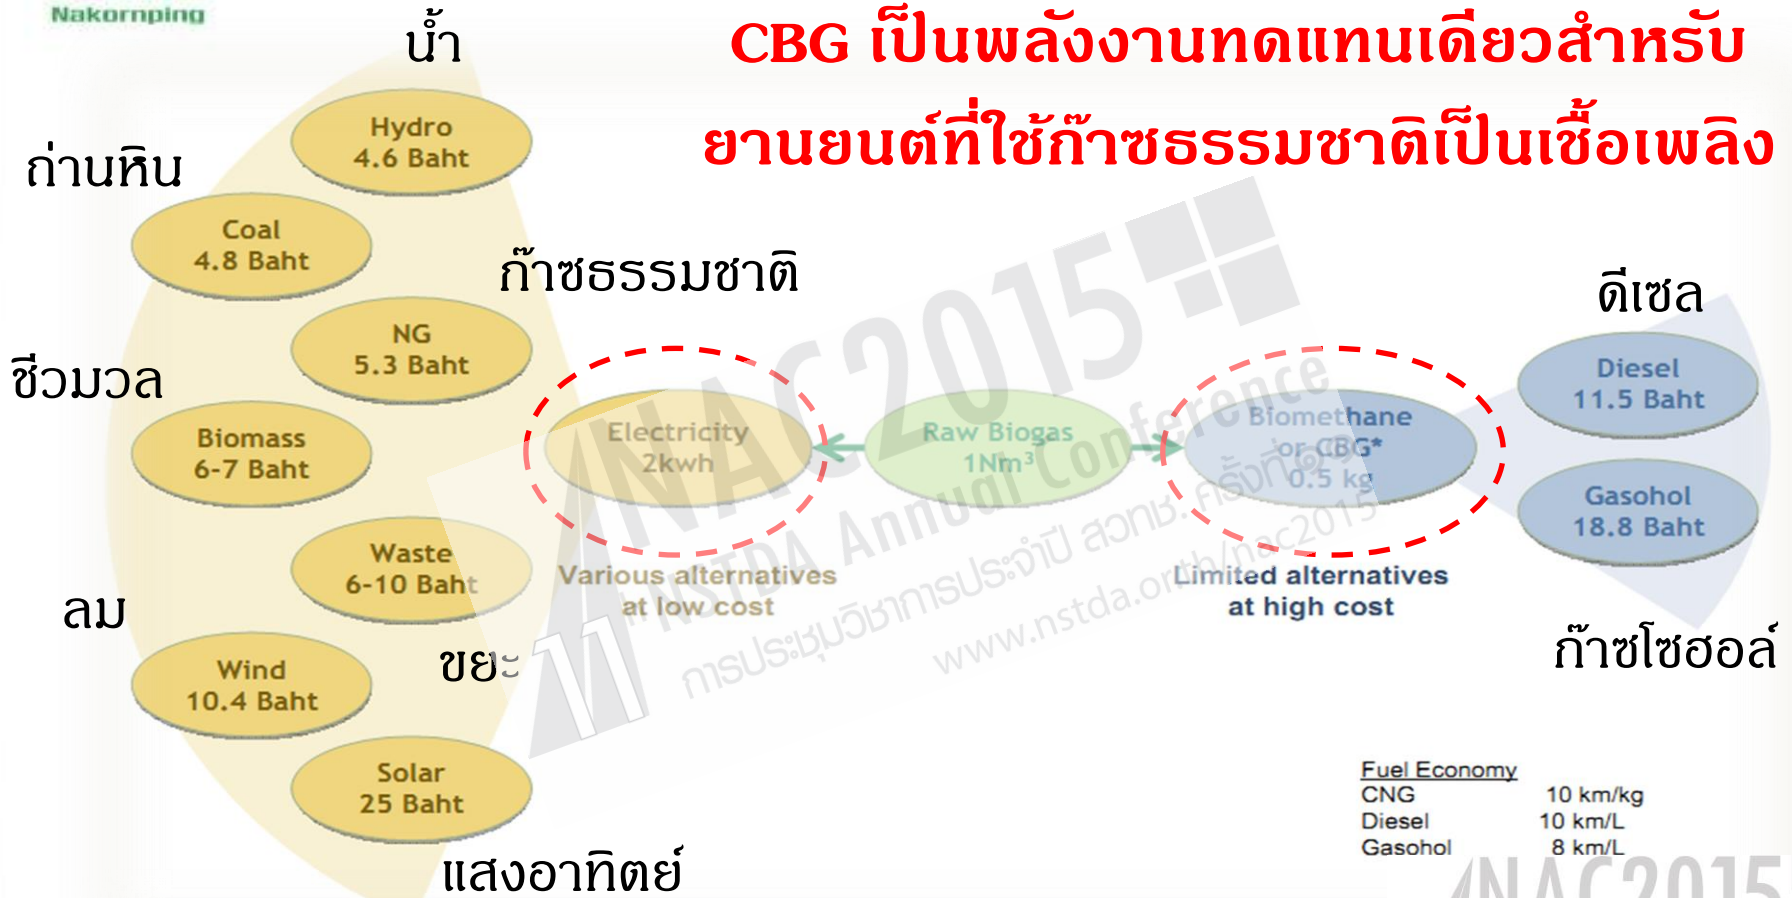 Nakornping
CBG เป็นพลังงานทดแทนเดียวสำหรับ
ยานยนต์ที่ใช้ก๊าซธรรมชาติเป็นเชื้อเพลิง
น้ำ
Hydro
4.6 Baht
ถ่านหิน
Coal
4.8 Baht
ก๊าซธรรมชาติ
NG
5.3 Baht
ชีวมวล
Biomass
6-7 Baht
Waste
6-10 Baht
ขยะ
ลม
Wind
10.4 Baht
Solar
25 Baht
แสงอาทิตย์
Electricity
2kwh
Various alternatives
at low cost
Raw Biogas
1Nm³
Biomethane
or CBG*
0.5 kg
Limited alternatives
at high cost
ดีเซล
Diesel
11.5 Baht
Gasohol
18.8 Baht
ก๊าซโซฮอล์
NAC2015
NSTDA Annual Conference
การประชุมวิชาการประจำปี สวทช. ครั้งที่
www.nstda.or.th/nac2015
11
Fuel Economy
CNG 10 km/kg
Diesel 10 km/L
Gasohol 8 km/L
NAC2015